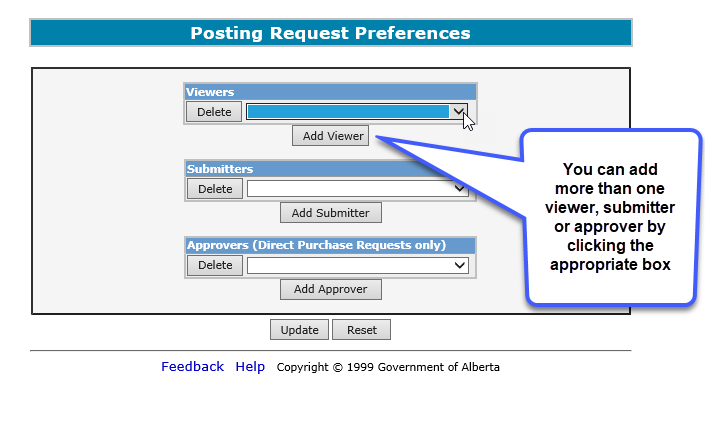 Posting Request Preferences
Viewers
Delete
Add Viewer
Submitters
Delete
Add Submitter
Approvers (Direct Purchase Requests only)
Delete
Add Approver
You can add
more than one
viewer, submitter
or approver by
clicking the
appropriate box
Update Reset
Feedback Help Copyright © 1999 Government of Alberta